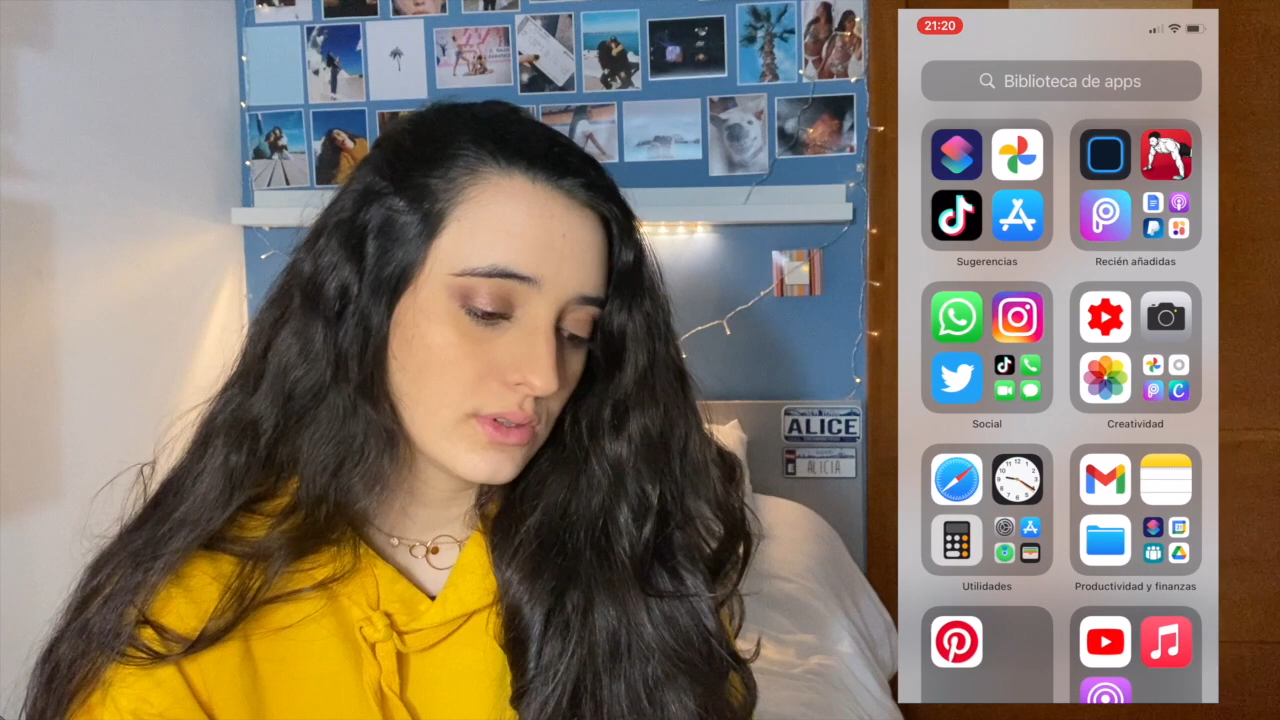 21:20
Biblioteca de apps
Sugerencias
Recién añadidas
Social
Creatividad
ALICE
ALICIA
Utilidades
Productividad y finanzas